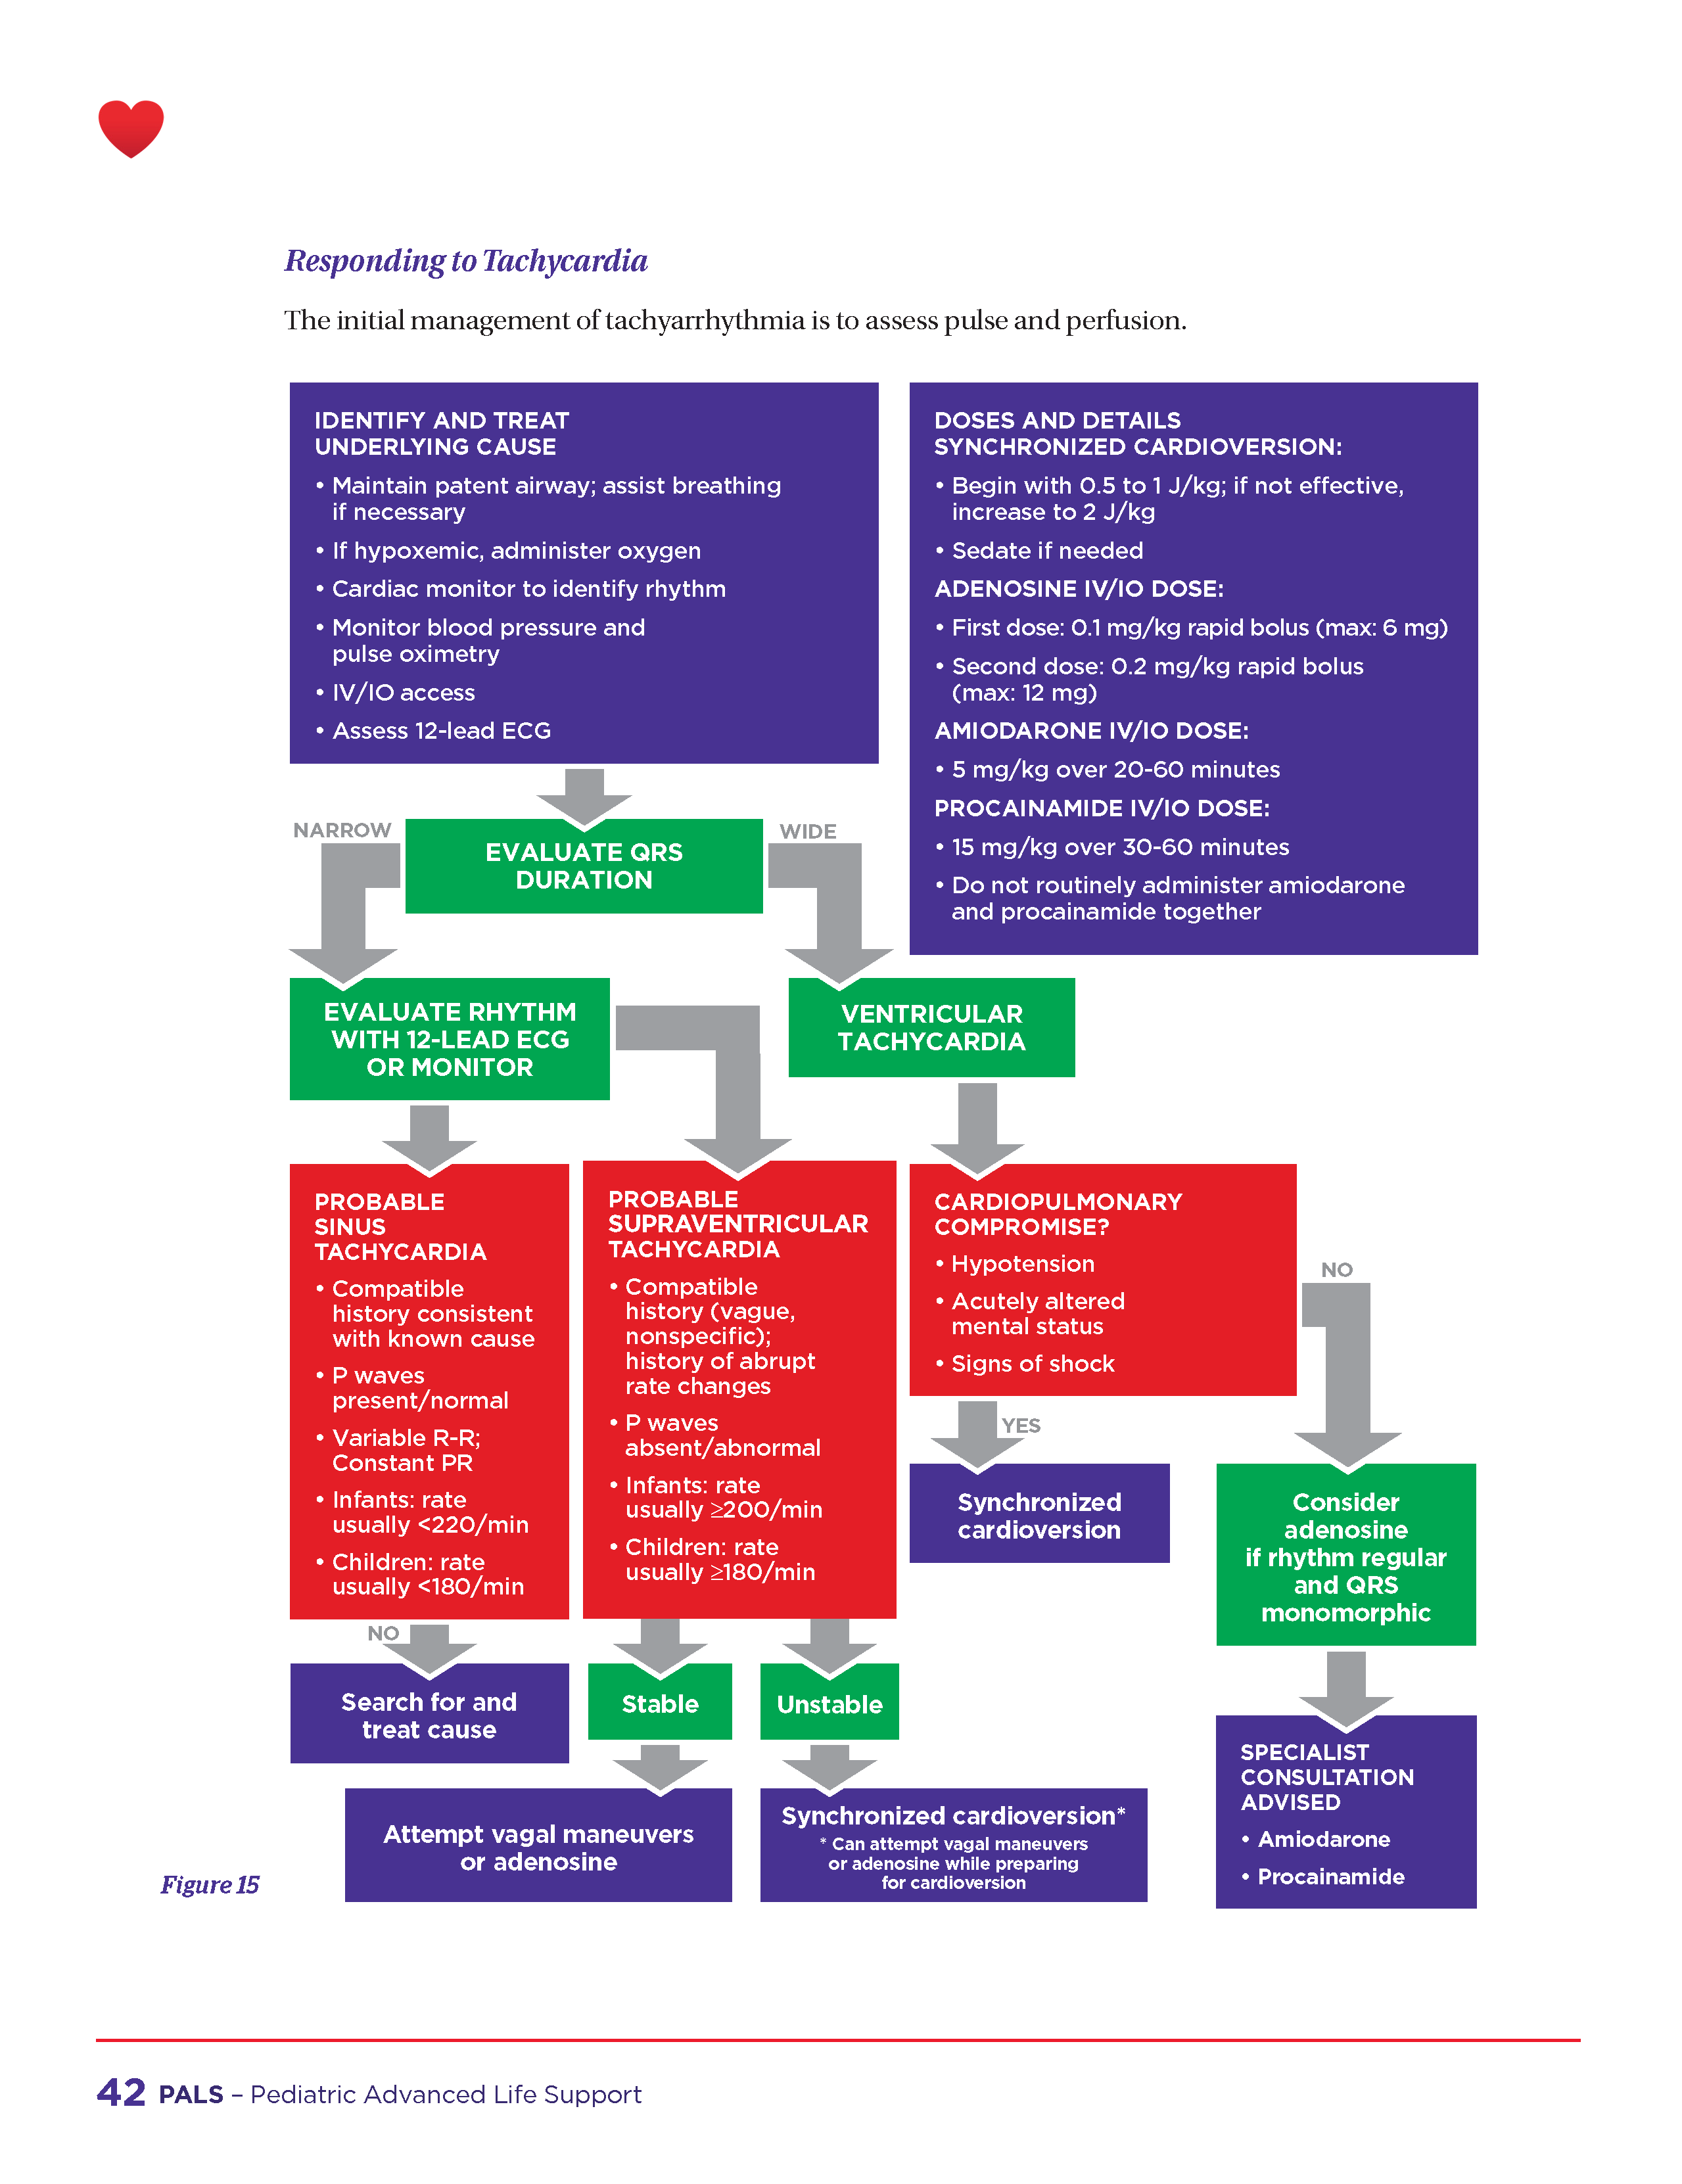 Responding to Tachycardia
The initial management of tachyarrhythmia is to assess pulse and perfusion.
IDENTIFY AND TREAT
UNDERLYING CAUSE
• Maintain patent airway; assist breathing
if necessary
• If hypoxemic, administer oxygen
• Cardiac monitor to identify rhythm
• Monitor blood pressure and
pulse oximetry
• IV/IO access
• Assess 12-lead ECG
DOSES AND DETAILS
SYNCHRONIZED CARDIOVERSION:
• Begin with 0.5 to 1 J/kg; if not effective,
increase to 2 J/kg
• Sedate if needed
ADENOSINE IV/IO DOSE:
• First dose: 0.1 mg/kg rapid bolus (max: 6 mg)
• Second dose: 0.2 mg/kg rapid bolus
(max: 12 mg)
AMIODARONE IV/IO DOSE:
• 5 mg/kg over 20-60 minutes
PROCAINAMIDE IV/IO DOSE:
• 15 mg/kg over 30-60 minutes
• Do not routinely administer amiodarone
and procainamide together
NARROW
EVALUATE QRS
DURATION
WIDE
EVALUATE RHYTHM
WITH 12-LEAD ECG
OR MONITOR
VENTRICULAR
TACHYCARDIA
PROBABLE
SINUS
TACHYCARDIA
• Compatible
history consistent
with known cause
• P waves
present/normal
• Variable R-R;
Constant PR
• Infants: rate
usually <220/min
• Children: rate
usually <180/min
PROBABLE
SUPRAVENTRICULAR
TACHYCARDIA
• Compatible
history (vague,
nonspecific);
history of abrupt
rate changes
• P waves
absent/abnormal
• Infants: rate
usually ≥200/min
• Children: rate
usually ≥180/min
CARDIOPULMONARY
COMPROMISE?
• Hypotension
• Acutely altered
mental status
• Signs of shock
NO
YES
Synchronized
cardioversion
Consider
adenosine
if rhythm regular
and QRS
monomorphic
NO
Search for and
treat cause
Stable
Unstable
Attempt vagal maneuvers
or adenosine
Synchronized cardioversion*
* Can attempt vagal maneuvers
or adenosine while preparing
for cardioversion
SPECIALIST
CONSULTATION
ADVISED
• Amiodarone
• Procainamide
Figure 15
42 PALS – Pediatric Advanced Life Support